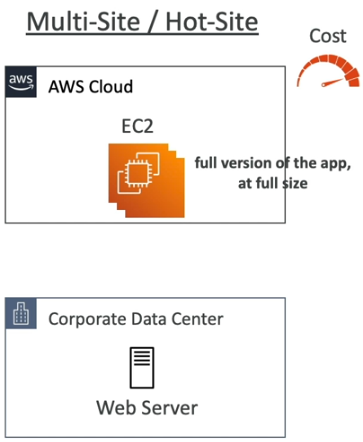 Multi-Site / Hot-Site
Cost
aws
AWS Cloud
EC2
full version of the app,
at full size
Corporate Data Center
Web Server